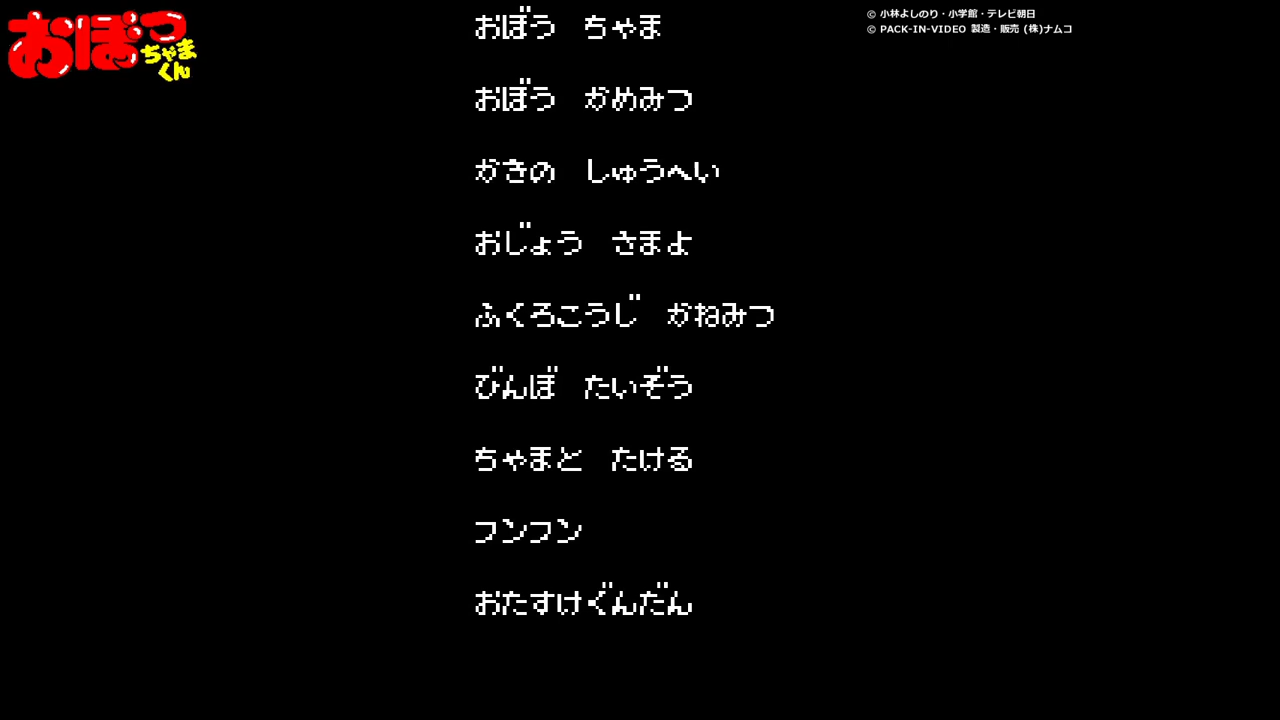 おぼっちゃまくん
© 小林よしのり・小学館・テレビ朝日
© PACK-IN-VIDEO 製造・販売 (株)ナムコ
おぼう ちゃま
おぼう かめみつ
かきの しゅうへい
おじょう さまよ
ふくろこうじ かねみつ
びんぼ たいぞう
ちゃまと たける
フンフン
おたすけぐんだん